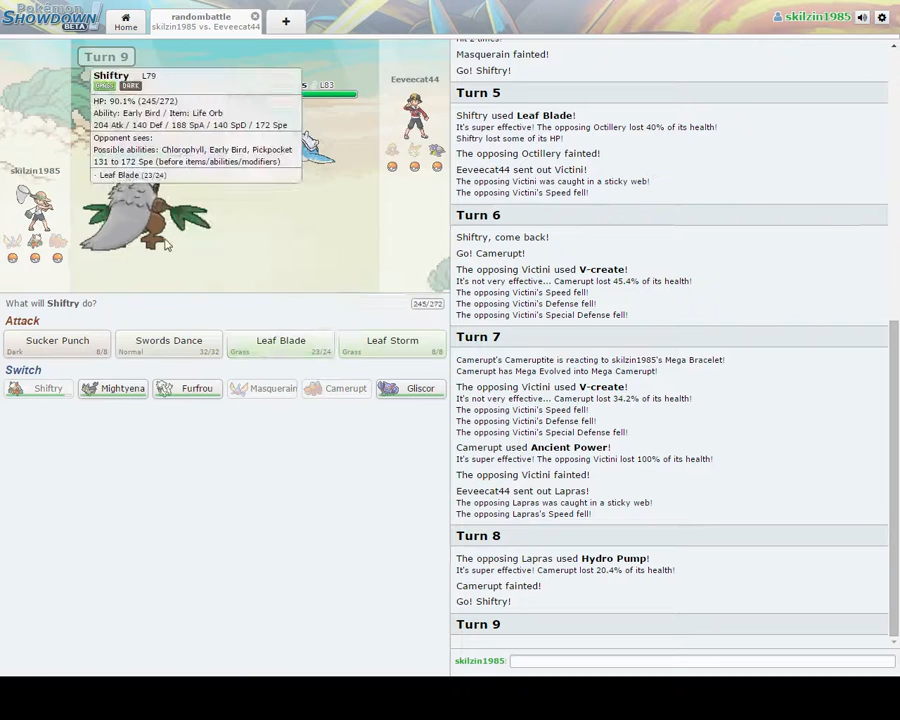 Pokémon
SHOWDOWN
BETA
Home
randombattle
skilzin1985 vs. Eeveecat44
skilzin1985
Turn 9
Shiftry L79
GRASS DARK
HP: 90.1% (245/272)
Ability: Early Bird / Item: Life Orb
204 Atk / 140 Def / 188 SpA / 140 SpD / 172 Spe
Opponent sees:
Possible abilities: Chlorophyll, Early Bird, Pickpocket
131 to 172 Spe (before items/abilities/modifiers)
· Leaf Blade (23/24)
s L83
Eeveecat44
skilzin1985
What will Shiftry do?
245/272
Attack
Sucker Punch
Dark 8/8
Swords Dance
Normal 32/32
Leaf Blade
Grass 23/24
Leaf Storm
Grass 8/8
Switch
Shiftry
Mightyena
Furfrou
Masquerain
Camerupt
Gliscor
Hit 2 times!
Masquerain fainted!
Go! Shiftry!
Turn 5
Shiftry used Leaf Blade!
It's super effective! The opposing Octillery lost 40% of its health!
Shiftry lost some of its HP!
The opposing Octillery fainted!
Eeveecat44 sent out Victini!
The opposing Victini was caught in a sticky web!
The opposing Victini's Speed fell!
Turn 6
Shiftry, come back!
Go! Camerupt!
The opposing Victini used V-create!
It's not very effective... Camerupt lost 45.4% of its health!
The opposing Victini's Speed fell!
The opposing Victini's Defense fell!
The opposing Victini's Special Defense fell!
Turn 7
Camerupt's Cameruptite is reacting to skilzin1985's Mega Bracelet!
Camerupt has Mega Evolved into Mega Camerupt!
The opposing Victini used V-create!
It's not very effective... Camerupt lost 34.2% of its health!
The opposing Victini's Speed fell!
The opposing Victini's Defense fell!
The opposing Victini's Special Defense fell!
Camerupt used Ancient Power!
It's super effective! The opposing Victini lost 100% of its health!
The opposing Victini fainted!
Eeveecat44 sent out Lapras!
The opposing Lapras was caught in a sticky web!
The opposing Lapras's Speed fell!
Turn 8
The opposing Lapras used Hydro Pump!
It's super effective! Camerupt lost 20.4% of its health!
Camerupt fainted!
Go! Shiftry!
Turn 9
skilzin1985: